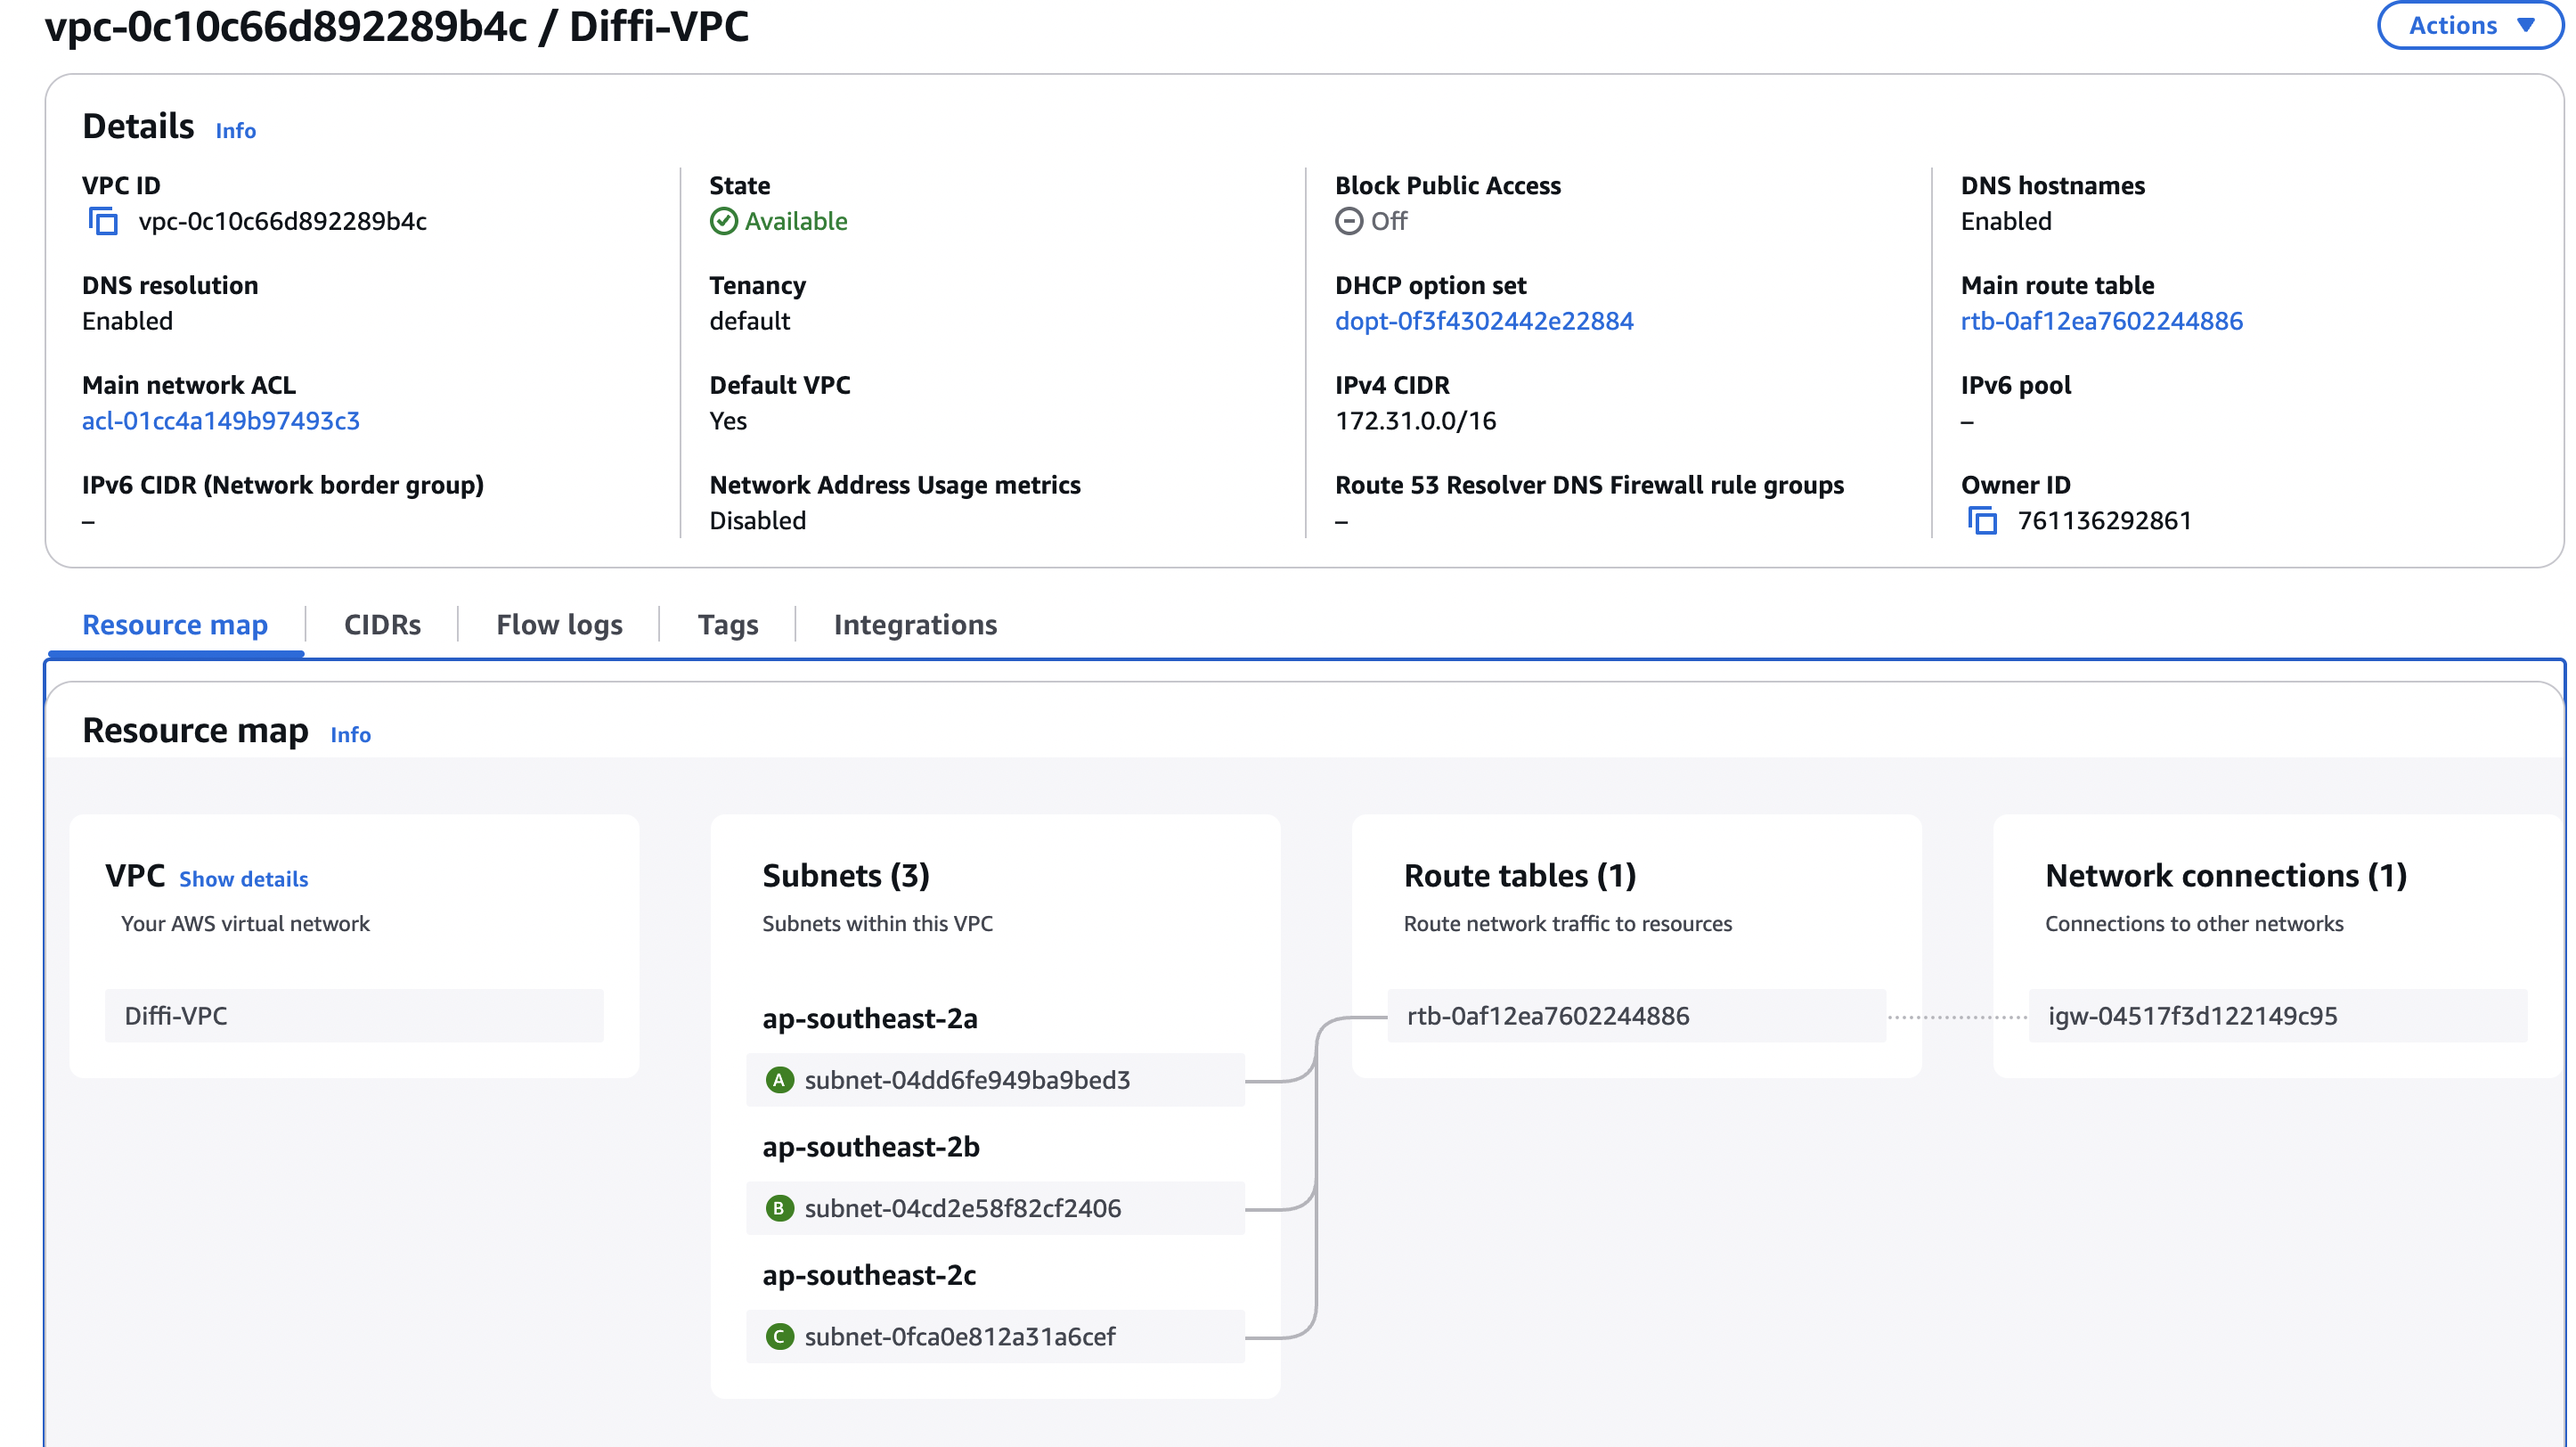 vpc-0c10c66d892289b4c / Diffi-VPC
Actions
Details Info
VPC ID
vpc-0c10c66d892289b4c
State
Available
Block Public Access
Off
DNS hostnames
Enabled
DNS resolution
Enabled
Tenancy
default
DHCP option set
dopt-0f3f4302442e22884
Main route table
rtb-0af12ea7602244886
Main network ACL
acl-01cc4a149b97493c3
Default VPC
Yes
IPv4 CIDR
172.31.0.0/16
IPv6 pool
–
IPv6 CIDR (Network border group)
–
Network Address Usage metrics
Disabled
Route 53 Resolver DNS Firewall rule groups
–
Owner ID
761136292861
Resource map CIDRs Flow logs Tags Integrations
Resource map Info
VPC Show details
Your AWS virtual network
Diffi-VPC
Subnets (3)
Subnets within this VPC
ap-southeast-2a
A subnet-04dd6fe949ba9bed3
ap-southeast-2b
B subnet-04cd2e58f82cf2406
ap-southeast-2c
C subnet-0fca0e812a31a6cef
Route tables (1)
Route network traffic to resources
rtb-0af12ea7602244886
Network connections (1)
Connections to other networks
igw-04517f3d122149c95